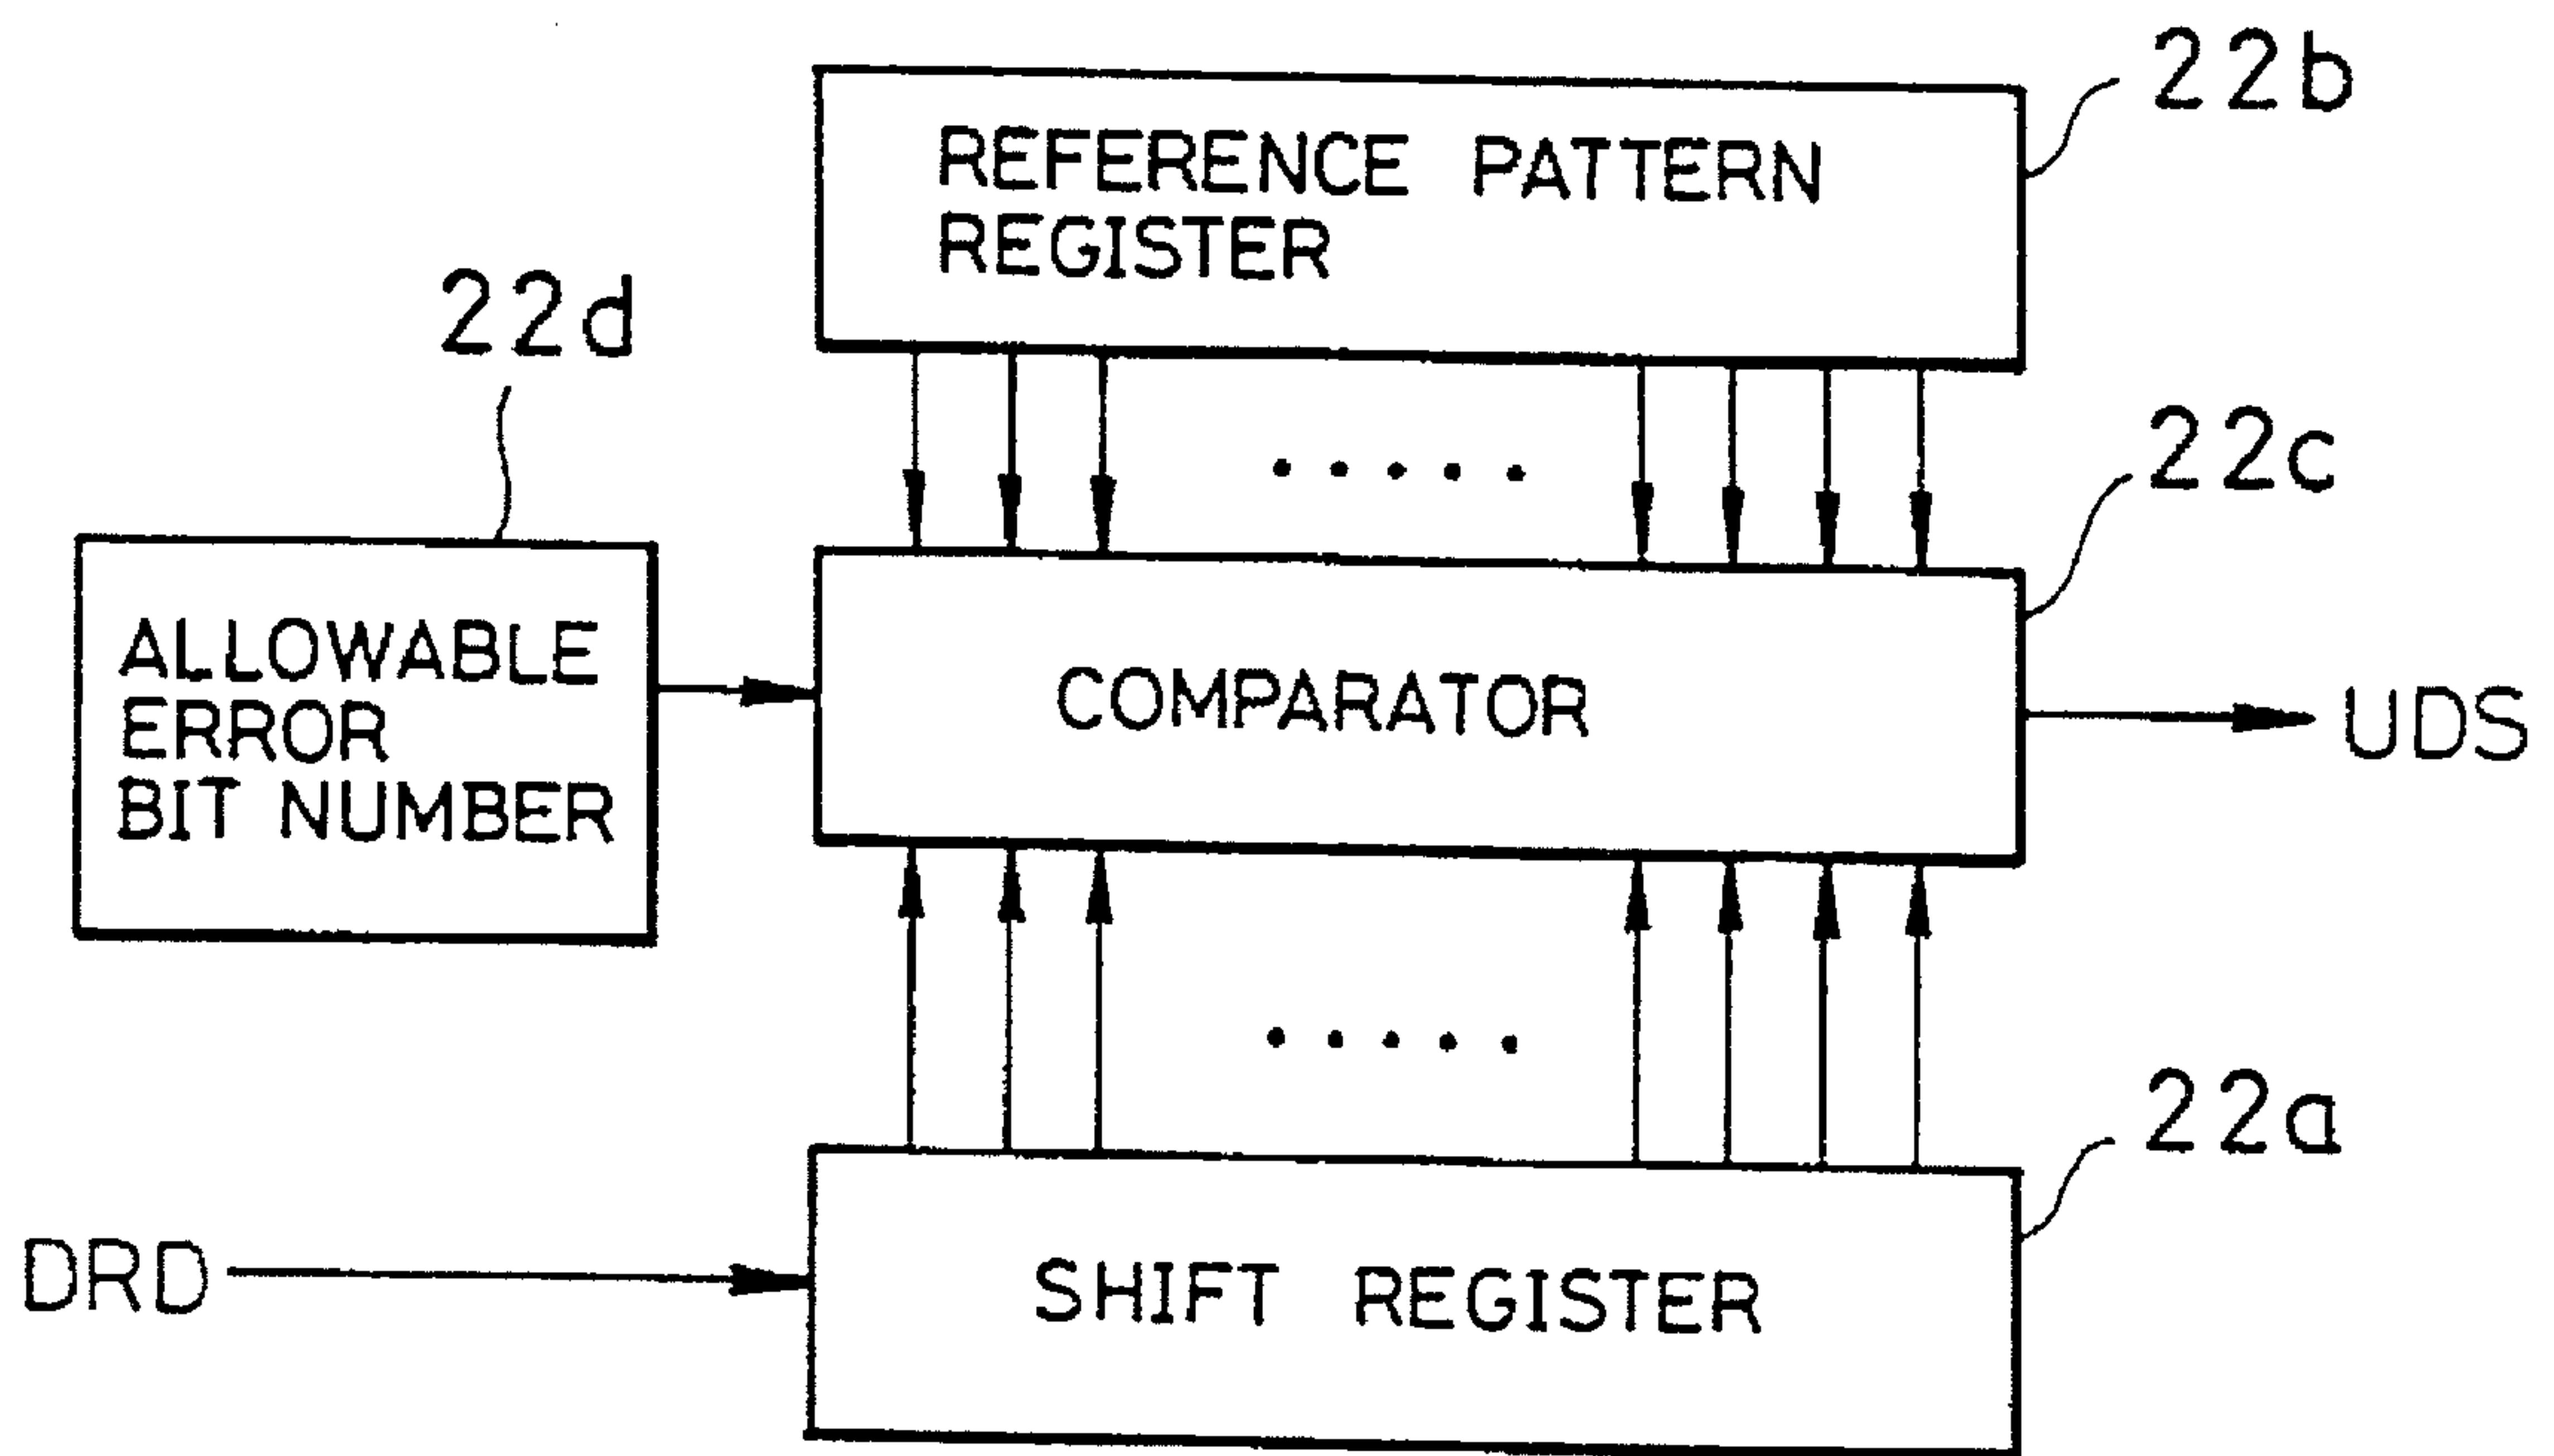 22b
REFERENCE PATTERN
REGISTER
22d
22c
ALLOWABLE
ERROR
BIT NUMBER
COMPARATOR
UDS
22a
DRD
SHIFT REGISTER